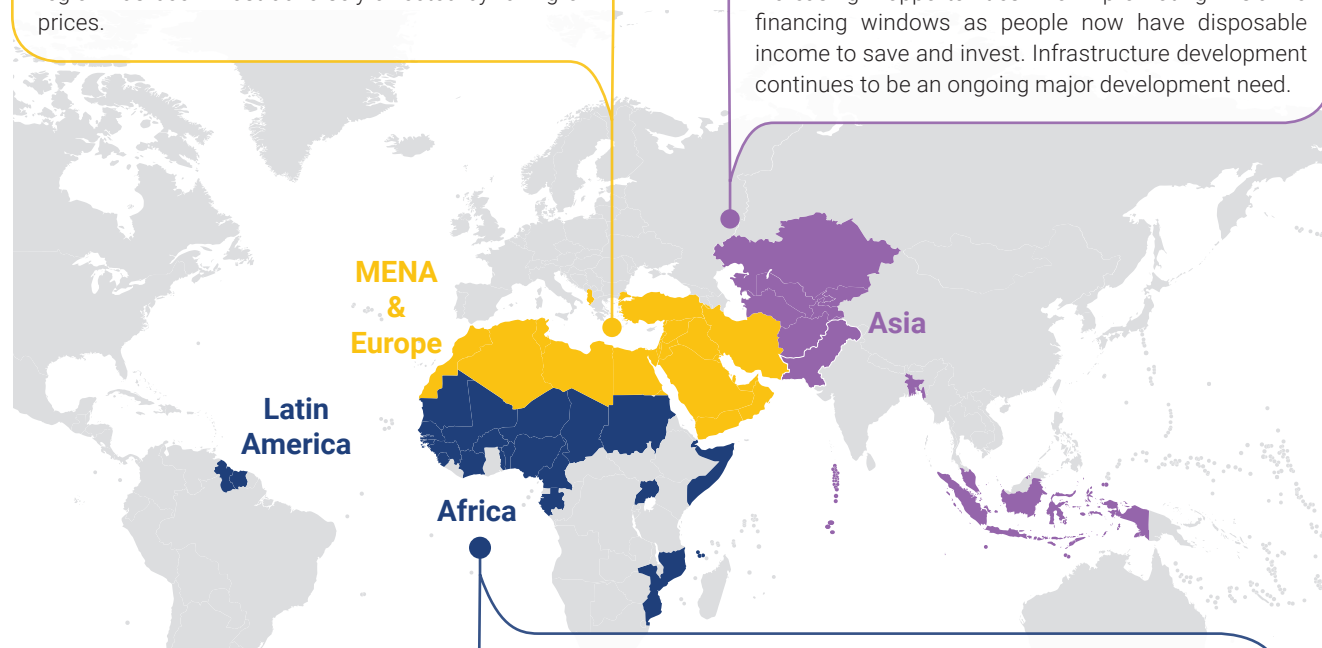 prices.
financing windows as people now have disposable
income to save and invest. Infrastructure development
continues to be an ongoing major development need.
MENA
&
Europe
Asia
Latin
America
Africa